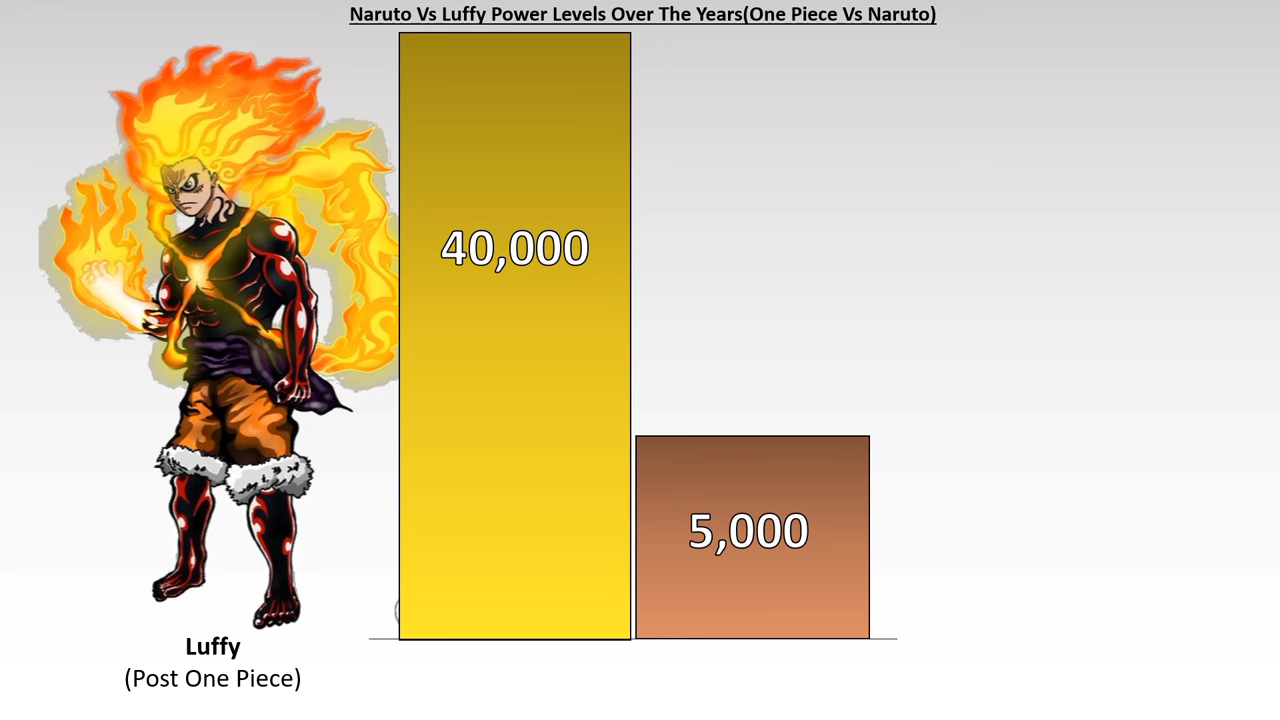 Naruto Vs Luffy Power Levels Over The Years(One Piece Vs Naruto)
40,000
5,000
Luffy
(Post One Piece)